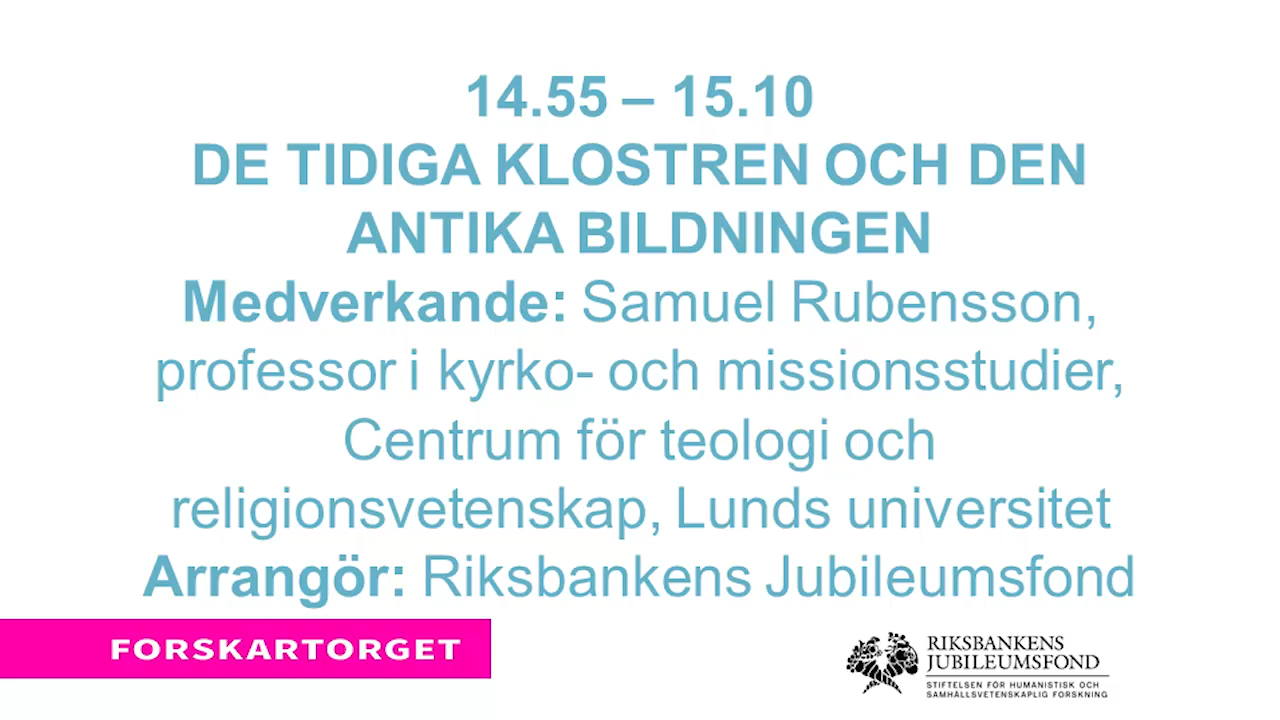 14.55 – 15.10
DE TIDIGA KLOSTREN OCH DEN
ANTIKA BILDNINGEN
Medverkande: Samuel Rubensson,
professor i kyrko- och missionsstudier,
Centrum för teologi och
religionsvetenskap, Lunds universitet
Arrangör: Riksbankens Jubileumsfond
FORSKARTORGET
RIKSBANKENS
JUBILEUMSFOND
STIFTELSEN FÖR HUMANISTISK OCH
SAMHÄLLSVETENSKAPLIG FORSKNING